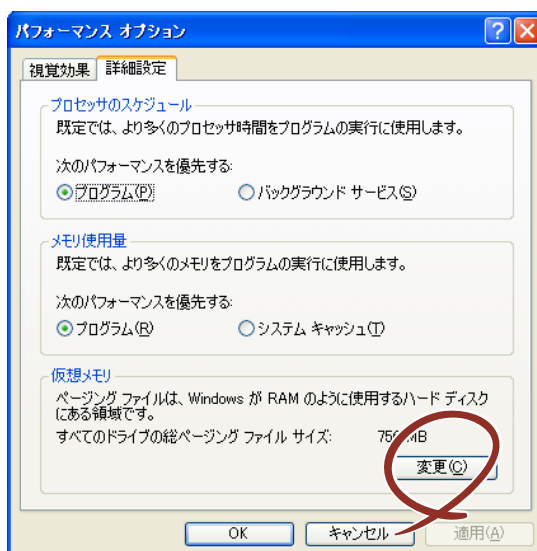 パフォーマンス オプション
視覚効果 詳細設定
プロセッサのスケジュール
既定では、より多くのプロセッサ時間をプログラムの実行に使用します。
次のパフォーマンスを優先する:
プログラム(P) バックグラウンド サービス(S)
メモリ使用量
既定では、より多くのメモリをプログラムの実行に使用します。
次のパフォーマンスを優先する:
プログラム(R) システム キャッシュ(T)
仮想メモリ
ページング ファイルは、Windows が RAM のように使用するハード ディスク
にある領域です。
すべてのドライブの総ページング ファイル サイズ: MB
変更(C)
OK キャンセル 適用(A)